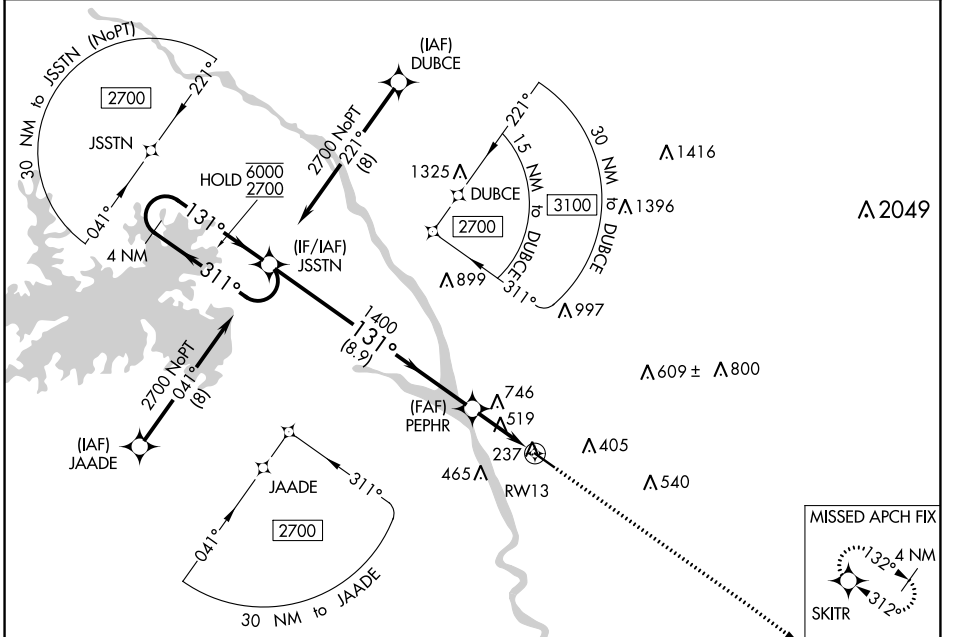 30 NM to JSSTN (NoPT)
2700
221°
JSSTN
041°
(IAF)
DUBCE
2700 NoPT
221°
(8)
HOLD 6000
2700
131°
4 NM
311°
(IF/IAF)
JSSTN
221°
15 NM to DUBCE
30 NM to DUBCE
1325
DUBCE
2700
3100
311°
1416
1396
2049
899
997
1400
131°
(8.9)
2700 NoPT
041°
(8)
(IAF)
JAADE
(FAF)
PEPHR
746
519
237
465
RW13
609 ±
800
405
540
JAADE
311°
041°
2700
30 NM to JAADE
MISSED APCH FIX
132°
4 NM
312°
SKITR